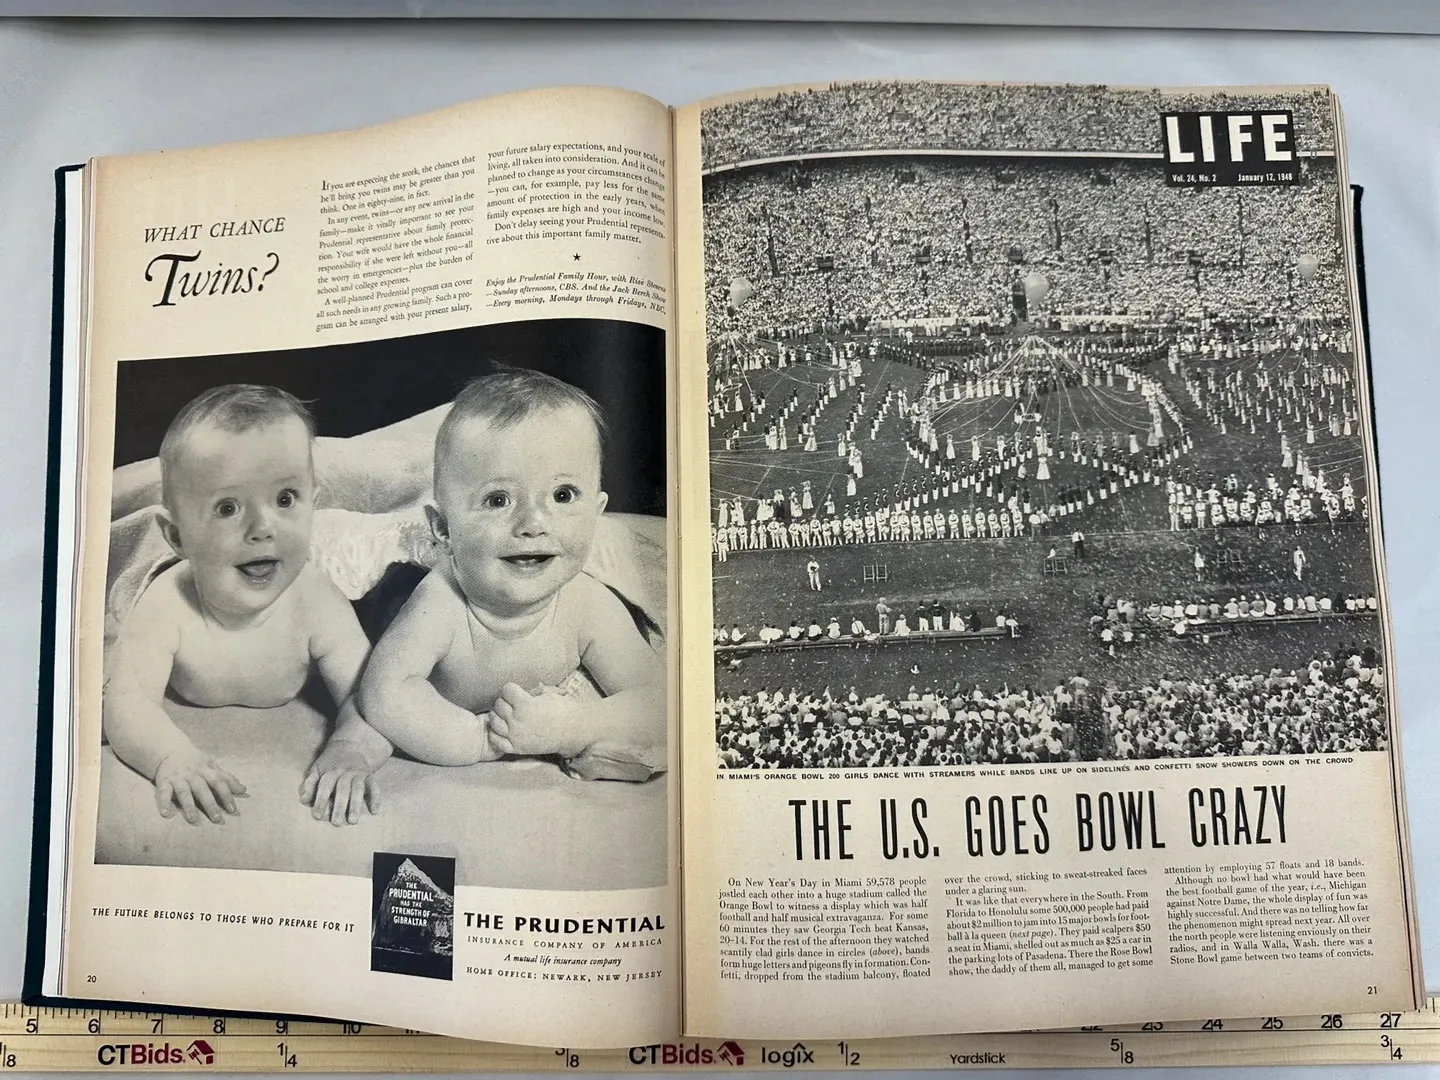 WHAT CHANCE
Twins?
If you are expecting the stork, the chances that
he'll bring you twins may be greater than you
think. One in eighty-nine, in fact.
In any event, twins—or any new arrival in the
family—make it vitally important to see your
Prudential representative about family protec-
tion. Your wife would have the whole financial
responsibility if she were left without you—all
the worry in emergencies—plus the burden of
school and college expenses.
A well-planned Prudential program can cover
all such needs in any growing family. Such a pro-
gram can be arranged with your present salary,
your future salary expectations, and your scale of
living, all taken into consideration. And it can be
planned to change as your circumstances change
—you can, for example, pay less for the same
amount of protection in the early years, when
family expenses are high and your income low.
Don't delay seeing your Prudential representa-
tive about this important family matter.
★
Enjoy the Prudential Family Hour, with Risë Stevens
—Sunday afternoons, CBS. And the Jack Berch Show
—Every morning, Mondays through Fridays, NBC.
THE FUTURE BELONGS TO THOSE WHO PREPARE FOR IT
THE
PRUDENTIAL
HAS THE
STRENGTH OF
GIBRALTAR
THE PRUDENTIAL
INSURANCE COMPANY OF AMERICA
A mutual life insurance company
HOME OFFICE: NEWARK, NEW JERSEY
20
LIFE
Vol. 24, No. 2 January 12, 1948
IN MIAMI'S ORANGE BOWL 200 GIRLS DANCE WITH STREAMERS WHILE BANDS LINE UP ON SIDELINES AND CONFETTI SNOW SHOWERS DOWN ON THE CROWD
THE U.S. GOES BOWL CRAZY
On New Year's Day in Miami 59,578 people
jostled each other into a huge stadium called the
Orange Bowl to witness a display which was half
football and half musical extravaganza. For some
60 minutes they saw Georgia Tech beat Kansas,
20–14. For the rest of the afternoon they watched
scantily clad girls dance in circles (above), bands
form huge letters and pigeons fly in formation. Con-
fetti, dropped from the stadium balcony, floated
over the crowd, sticking to sweat-streaked faces
under a glaring sun.
It was like that everywhere in the South. From
Florida to Honolulu some 500,000 people had paid
about $2 million to jam into 15 major bowls for foot-
ball à la queen (next page). They paid scalpers $50
a seat in Miami, shelled out as much as $25 a car in
the parking lots of Pasadena. There the Rose Bowl
show, the daddy of them all, managed to get some
attention by employing 57 floats and 18 bands.
Although no bowl had what would have been
the best football game of the year, i.e., Michigan
against Notre Dame, the whole display of fun was
highly successful. And there was no telling how far
the phenomenon might spread next year. All over
the north people were listening enviously on their
radios, and in Walla Walla, Wash. there was a
Stone Bowl game between two teams of convicts.
21
5 6 7 8 9 10 23 24 25 26 27
1/8 CTBids 1/4 3/8 CTBids logix 1/2 Yardstick 5/8 3/4